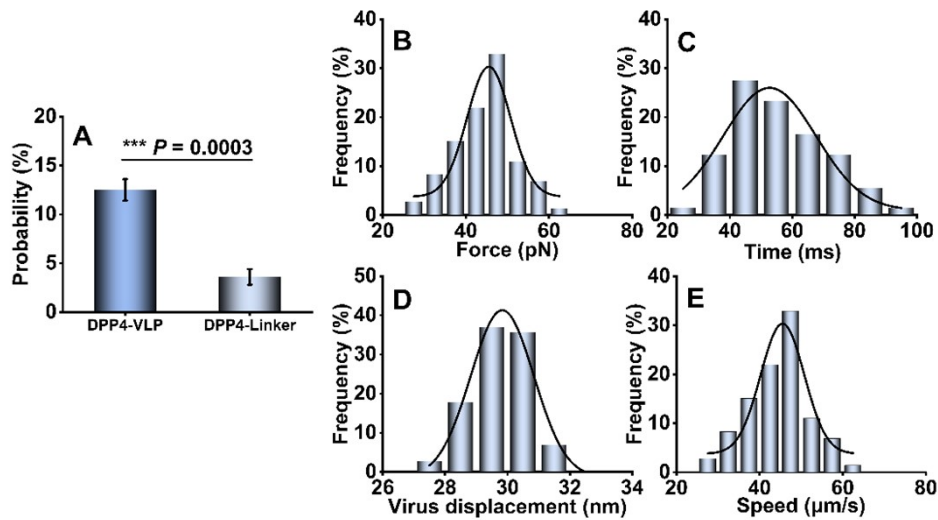 A
*** P = 0.0003
Probability (%)
20
15
10
5
0
DPP4-VLP
DPP4-Linker
B
Frequency (%)
40
30
20
10
0
20 40 60 80
Force (pN)
C
Frequency (%)
40
30
20
10
0
20 40 60 80 100
Time (ms)
D
Frequency (%)
50
40
30
20
10
0
26 28 30 32 34
Virus displacement (nm)
E
Frequency (%)
40
30
20
10
0
20 40 60 80
Speed (µm/s)